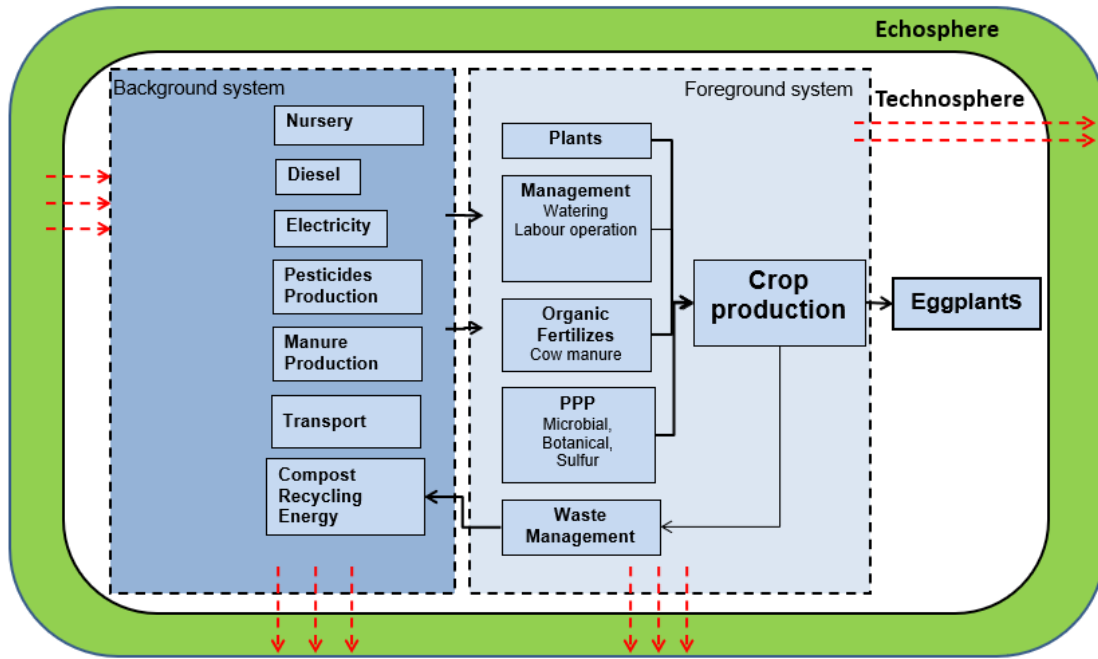 Echosphere
Technosphere
Background system
Nursery
Diesel
Electricity
Pesticides
Production
Manure
Production
Transport
Compost
Recycling
Energy
Foreground system
Plants
Management
Watering
Labour operation
Organic
Fertilizes
Cow manure
PPP
Microbial,
Botanical,
Sulfur
Waste
Management
Crop
production
Eggplants